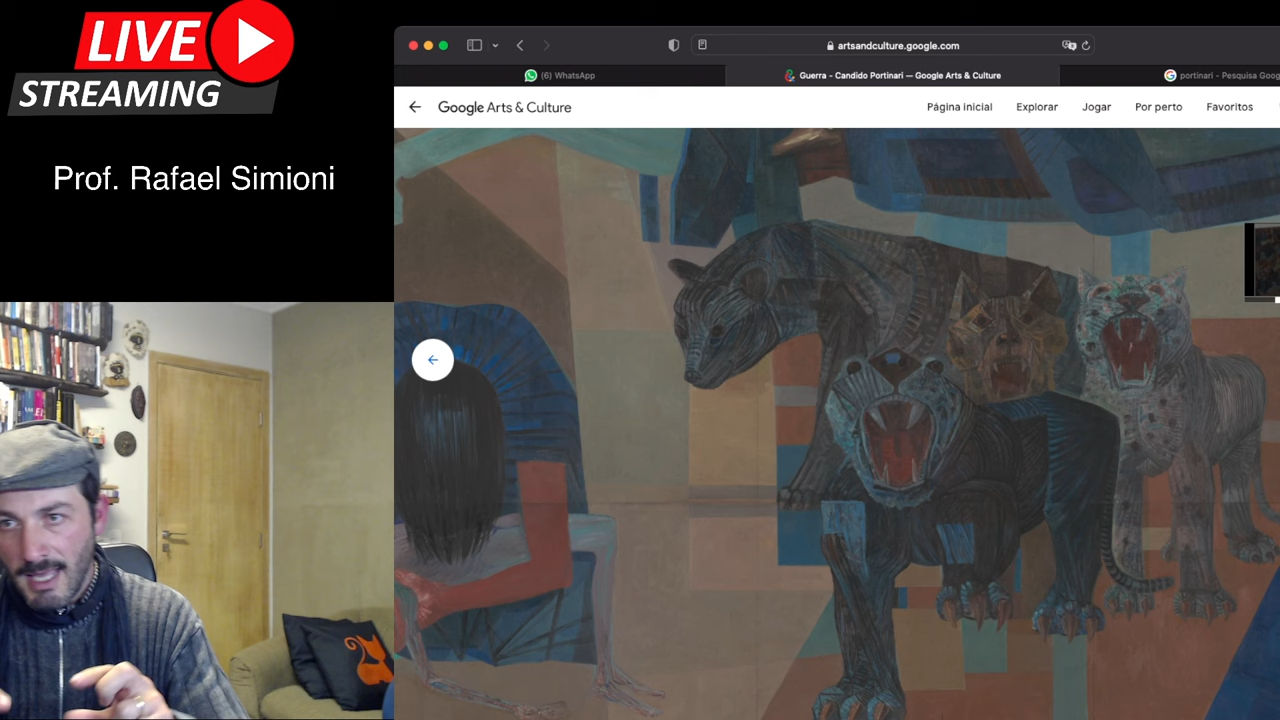 LIVE
STREAMING
Prof. Rafael Simioni
artsandculture.google.com
(6) WhatsApp
Guerra - Candido Portinari — Google Arts & Culture
portinari - Pesquisa Goog
Google Arts & Culture
Página inicial
Explorar
Jogar
Por perto
Favoritos